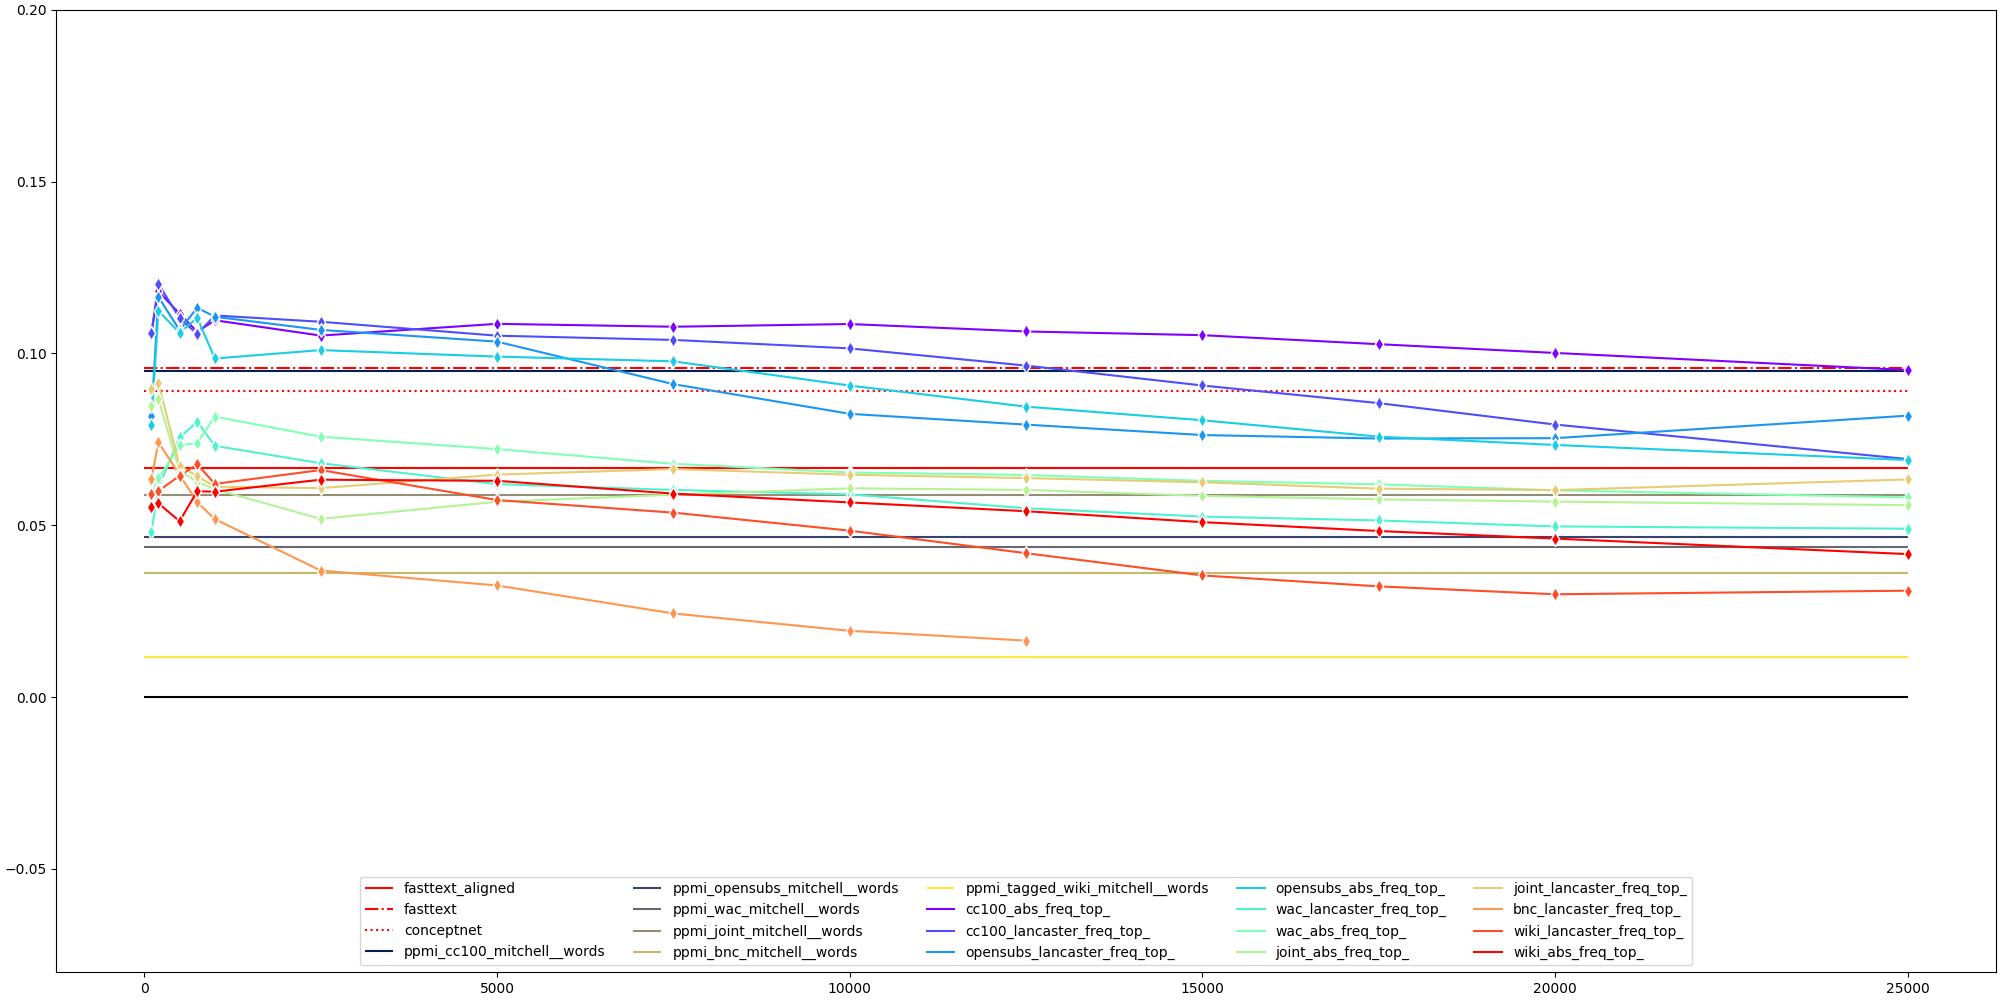 0.20
0.15
0.10
0.05
0.00
−0.05
fasttext_aligned
fasttext
conceptnet
ppmi_cc100_mitchell__words
ppmi_opensubs_mitchell__words
ppmi_wac_mitchell__words
ppmi_joint_mitchell__words
ppmi_bnc_mitchell__words
ppmi_tagged_wiki_mitchell__words
cc100_abs_freq_top_
cc100_lancaster_freq_top_
opensubs_lancaster_freq_top_
opensubs_abs_freq_top_
wac_lancaster_freq_top_
wac_abs_freq_top_
joint_abs_freq_top_
joint_lancaster_freq_top_
bnc_lancaster_freq_top_
wiki_lancaster_freq_top_
wiki_abs_freq_top_
0 5000 10000 15000 20000 25000